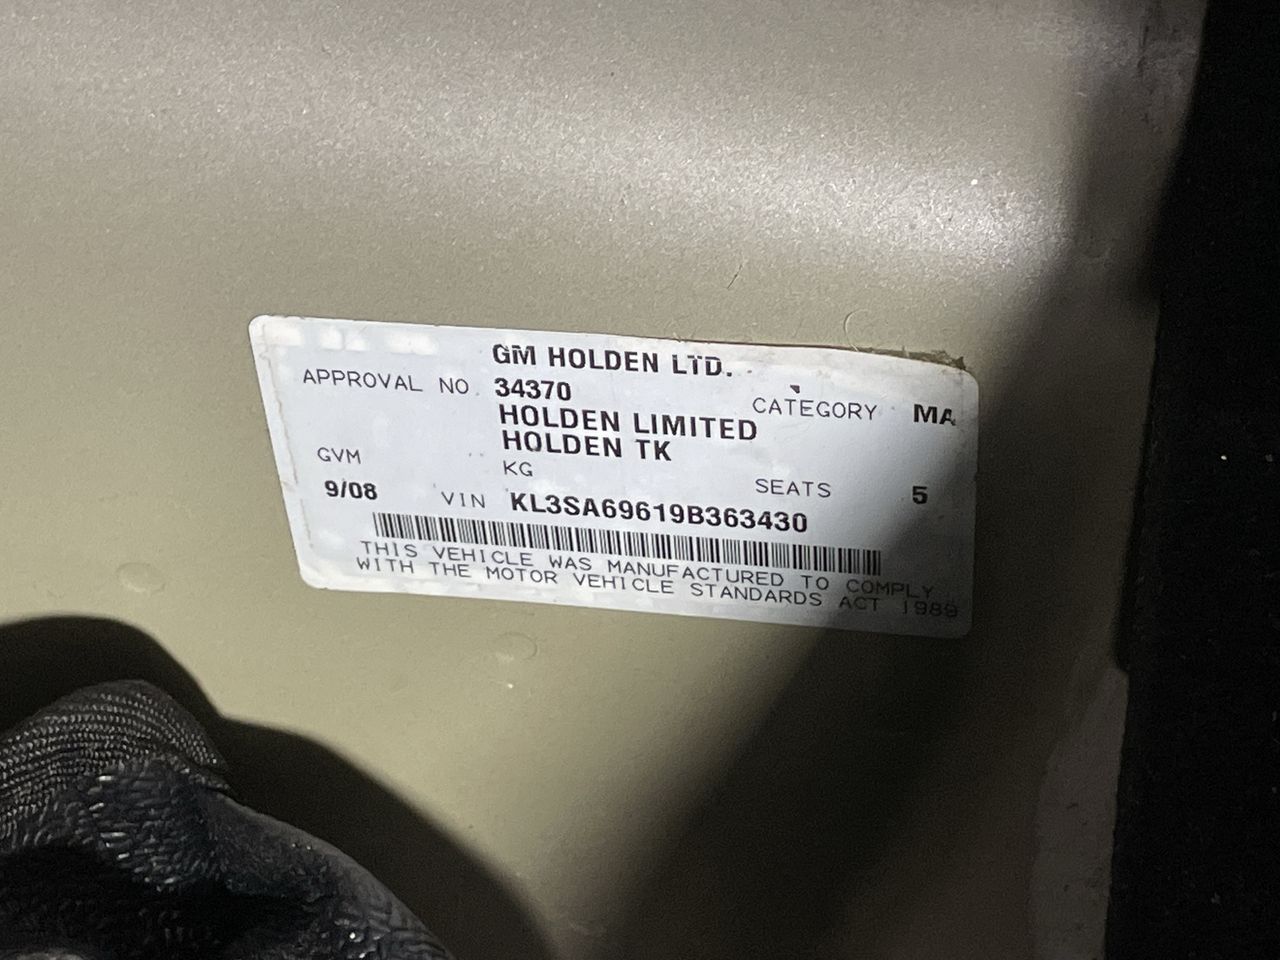 GM HOLDEN LTD.
APPROVAL NO 34370 CATEGORY MA
HOLDEN LIMITED
HOLDEN TK
GVM KG SEATS 5
9/08 VIN KL3SA69619B363430
THIS VEHICLE WAS MANUFACTURED TO COMPLY
WITH THE MOTOR VEHICLE STANDARDS ACT 1989